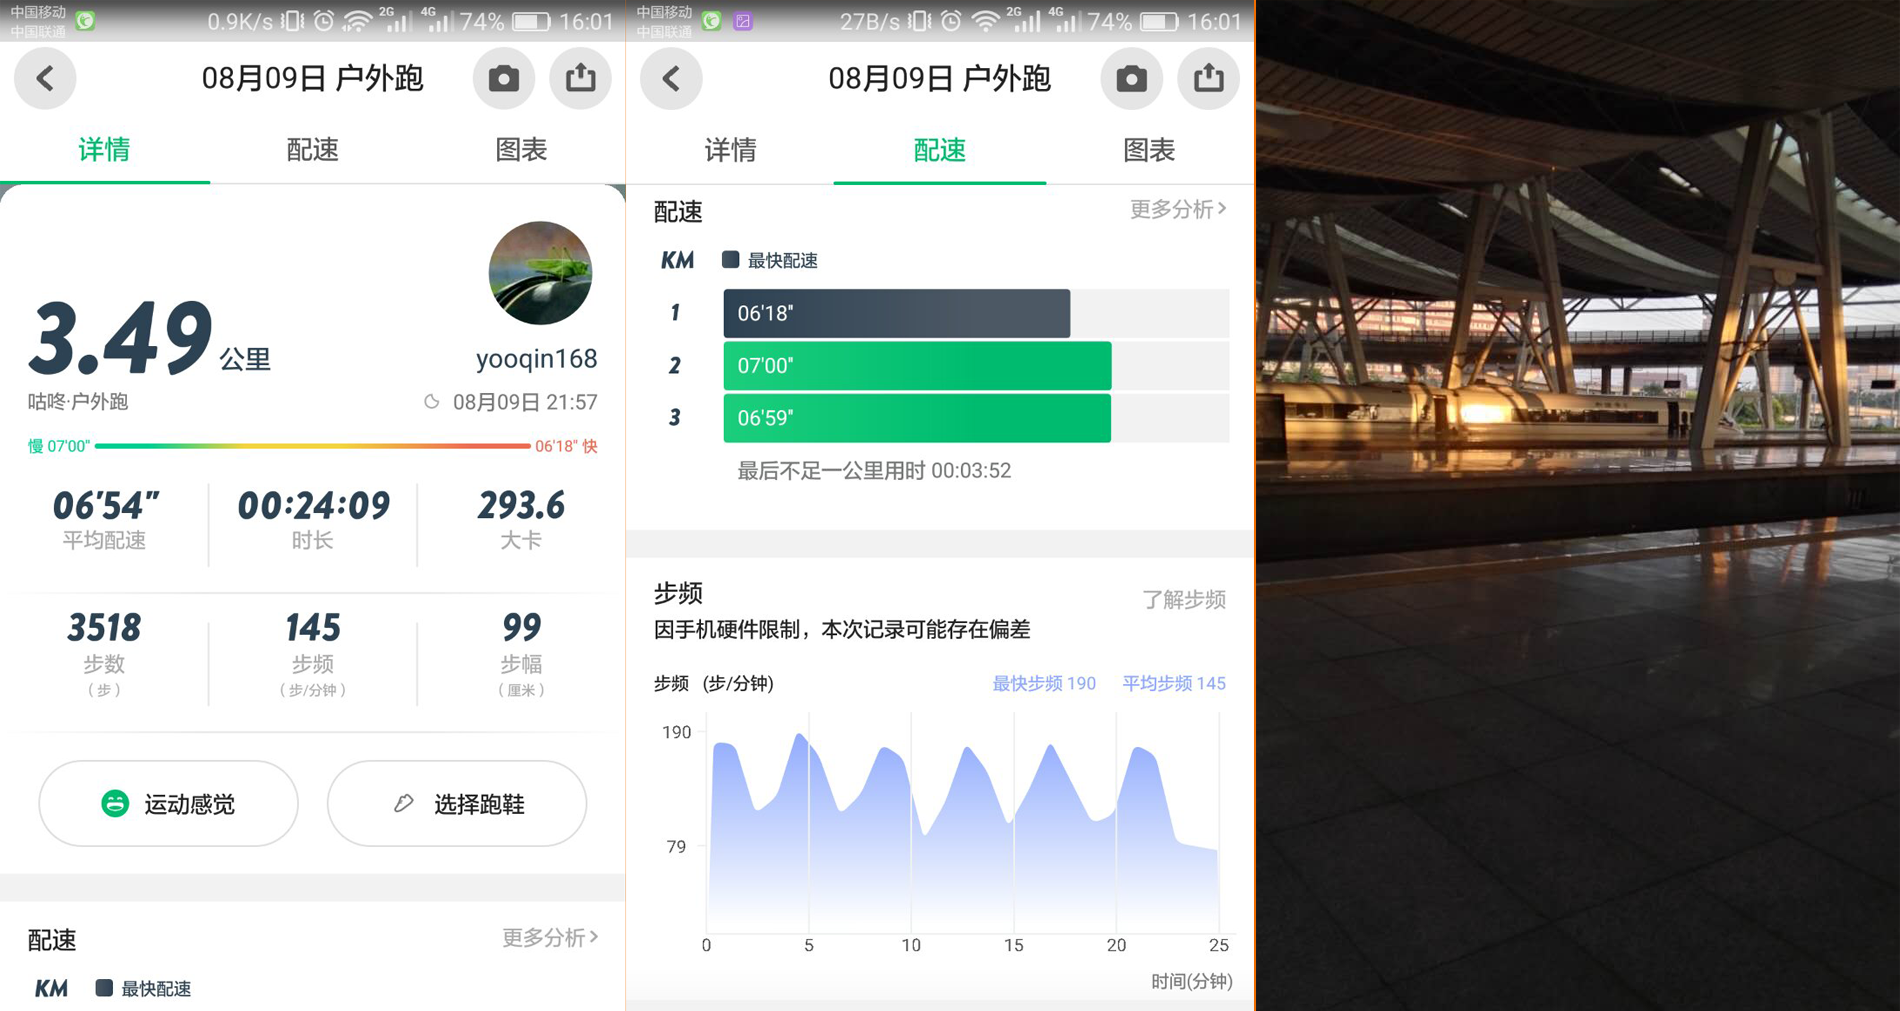 中国移动
中国联通
0.9K/s 2G 4G 74% 16:01
08月09日 户外跑
详情 配速 图表
3.49 公里
yooqin168
咕咚·户外跑 08月09日 21:57
慢 07'00" 06'18" 快
06'54" 00:24:09 293.6
平均配速 时长 大卡
3518 145 99
步数 步频 步幅
(步) (步/分钟) (厘米)
运动感觉 选择跑鞋
配速 更多分析>
KM 最快配速
中国移动
中国联通
27B/s 2G 4G 74% 16:01
08月09日 户外跑
详情 配速 图表
配速 更多分析>
KM 最快配速
1 06'18"
2 07'00"
3 06'59"
最后不足一公里用时 00:03:52
步频 了解步频
因手机硬件限制，本次记录可能存在偏差
步频 (步/分钟) 最快步频 190 平均步频 145
190
79
0 5 10 15 20 25
时间(分钟)